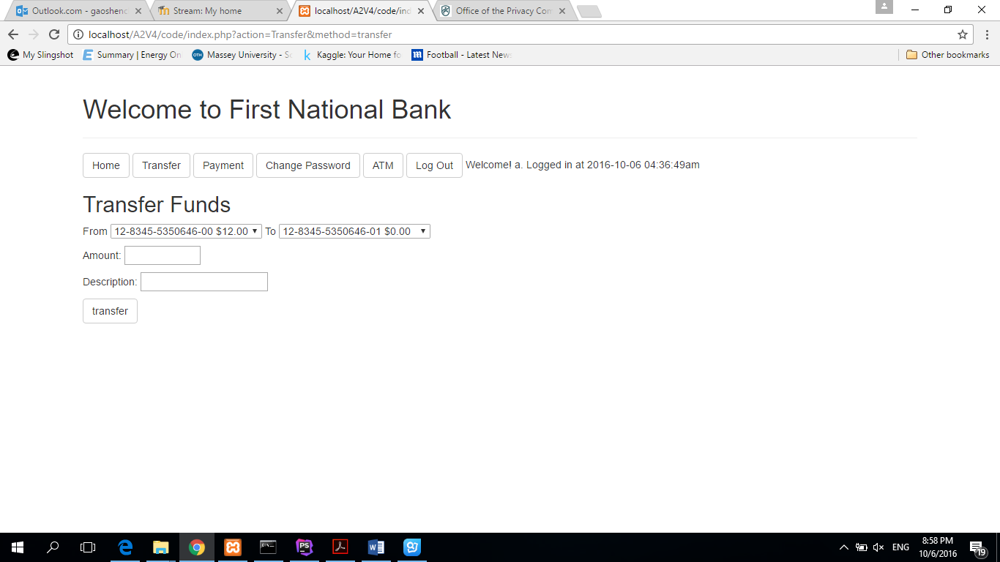 Outlook.com - gaoshenc
Stream: My home
localhost/A2V4/code/ind
Office of the Privacy Com
localhost/A2V4/code/index.php?action=Transfer&method=transfer
My Slingshot
Summary | Energy On
Massey University - Sc
Kaggle: Your Home fo
Football - Latest News
Other bookmarks
Welcome to First National Bank
Home Transfer Payment Change Password ATM Log Out Welcome! a. Logged in at 2016-10-06 04:36:49am
Transfer Funds
From 12-8345-5350646-00 $12.00 To 12-8345-5350646-01 $0.00
Amount:
Description:
transfer
ENG
8:58 PM
10/6/2016
19